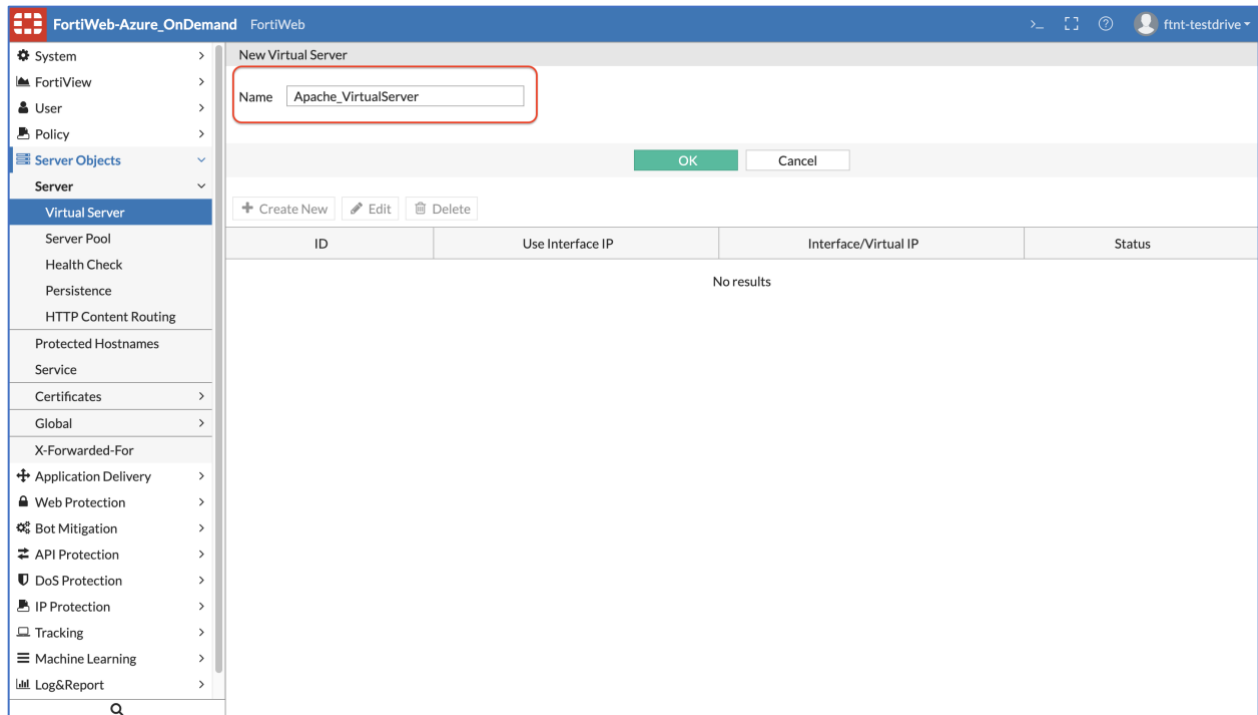 FortiWeb-Azure_OnDemand FortiWeb
>_ ftnt-testdrive
System
FortiView
User
Policy
Server Objects
Server
Virtual Server
Server Pool
Health Check
Persistence
HTTP Content Routing
Protected Hostnames
Service
Certificates
Global
X-Forwarded-For
Application Delivery
Web Protection
Bot Mitigation
API Protection
DoS Protection
IP Protection
Tracking
Machine Learning
Log&Report
New Virtual Server
Name Apache_VirtualServer
OK Cancel
+ Create New Edit Delete
ID Use Interface IP Interface/Virtual IP Status
No results